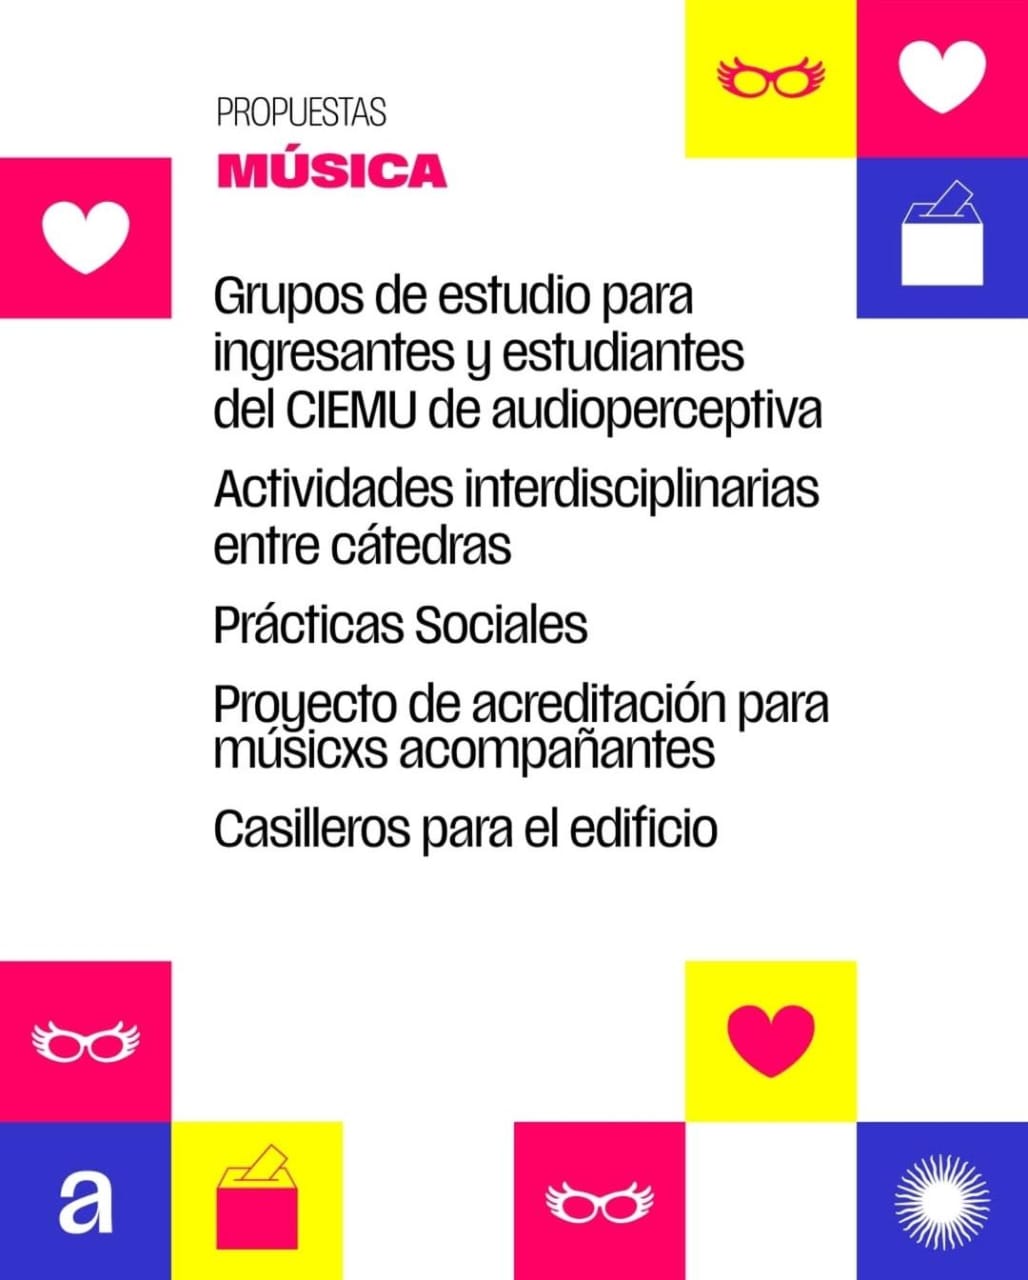 PROPUESTAS
MÚSICA
Grupos de estudio para
ingresantes y estudiantes
del CIEMU de audioperceptiva
Actividades interdisciplinarias
entre cátedras
Prácticas Sociales
Proyecto de acreditación para
músicxs acompañantes
Casilleros para el edificio
a